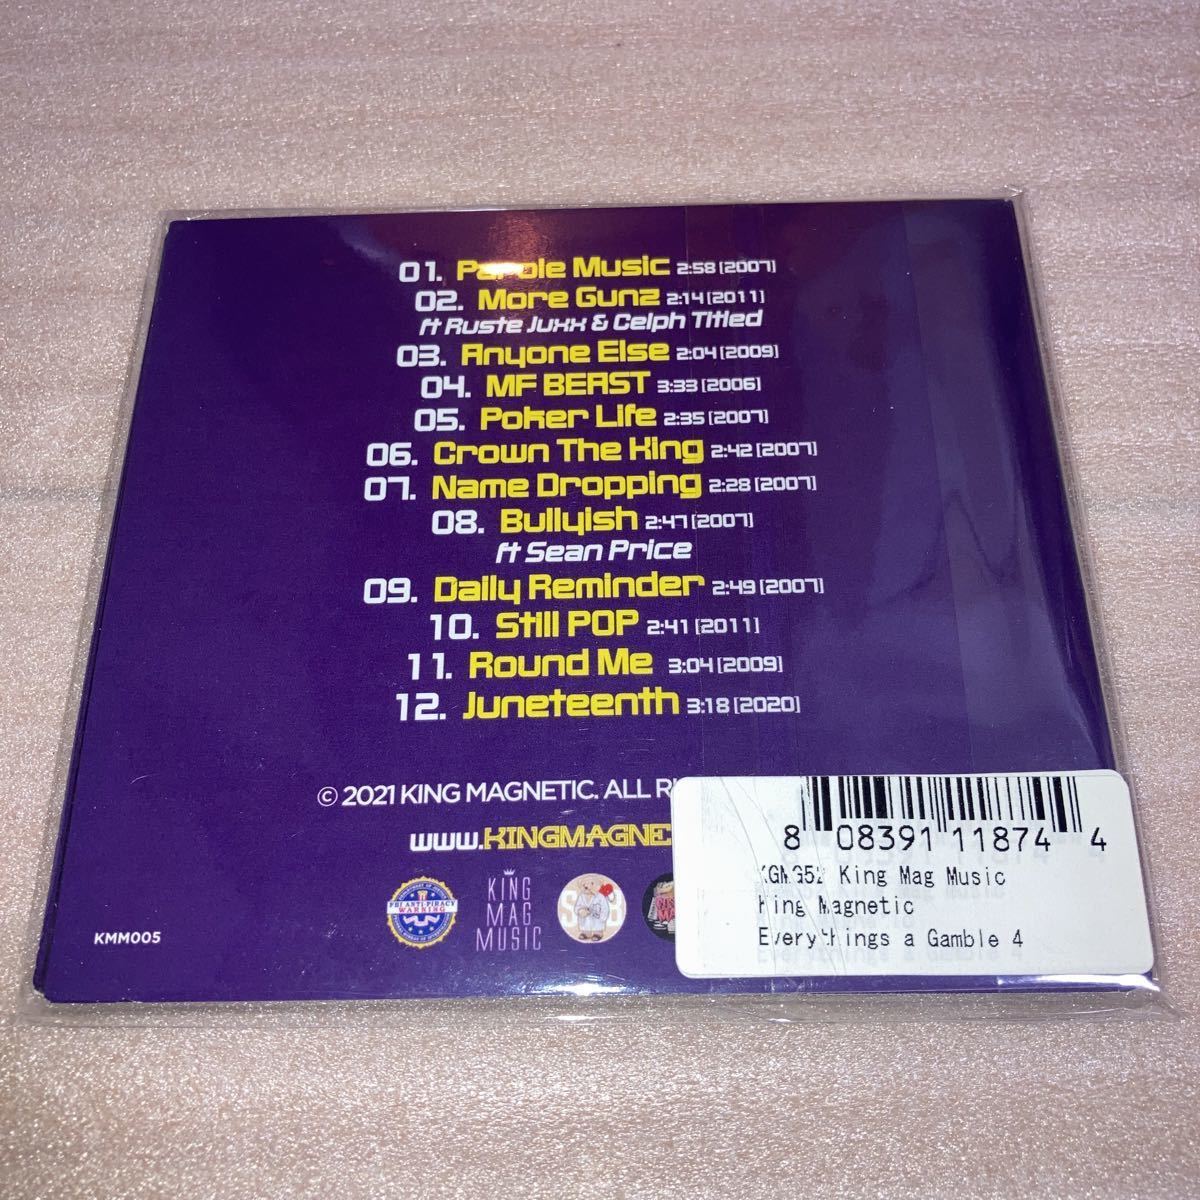 01. Parole Music 2:58 [2007]
02. More Gunz 2:14 [2011]
ft Ruste Juxx & Celph Titled
03. Anyone Else 2:04 [2009]
04. MF BEAST 3:33 [2006]
05. Poker Life 2:35 [2007]
06. Crown The King 2:42 [2007]
07. Name Dropping 2:28 [2007]
08. Bullyish 2:47 [2007]
ft Sean Price
09. Daily Reminder 2:49 [2007]
10. Still POP 2:41 [2011]
11. Round Me 3:04 [2009]
12. Juneteenth 3:18 [2020]
© 2021 KING MAGNETIC. ALL
www.KINGMAGNE
FBI ANTI-PIRACY
WARNING
KING
MAG
MUSIC
KMM005
8 08391 11874 4
King Mag Music
King Magnetic
Everythings a Gamble 4